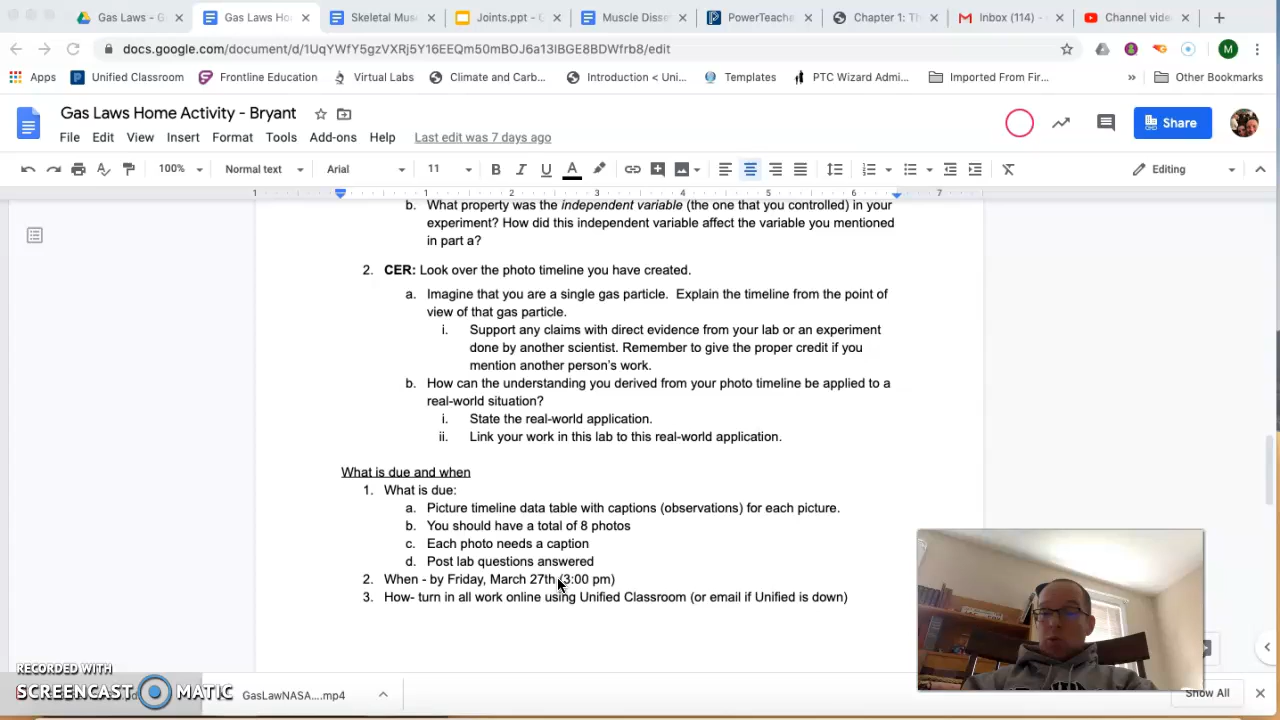 Gas Laws - G
Gas Laws Ho
Skeletal Mus
Joints.ppt - G
Muscle Disse
PowerTeache
Chapter 1: Th
Inbox (114) -
Channel vide
docs.google.com/document/d/1UqYWfY5gzVXRj5Y16EEQm50mBOJ6a13IBGE8BDWfrb8/edit
M
Apps
Unified Classroom
Frontline Education
Virtual Labs
Climate and Carb...
Introduction < Uni...
Templates
PTC Wizard Admi...
Imported From Fir...
»
Other Bookmarks
Gas Laws Home Activity - Bryant
Share
File Edit View Insert Format Tools Add-ons Help Last edit was 7 days ago
100% Normal text Arial 11 B I U A Editing
1 1 2 3 4 5 6 7
b. What property was the independent variable (the one that you controlled) in your
experiment? How did this independent variable affect the variable you mentioned
in part a?
2. CER: Look over the photo timeline you have created.
a. Imagine that you are a single gas particle. Explain the timeline from the point of
view of that gas particle.
i. Support any claims with direct evidence from your lab or an experiment
done by another scientist. Remember to give the proper credit if you
mention another person's work.
b. How can the understanding you derived from your photo timeline be applied to a
real-world situation?
i. State the real-world application.
ii. Link your work in this lab to this real-world application.
What is due and when
1. What is due:
a. Picture timeline data table with captions (observations) for each picture.
b. You should have a total of 8 photos
c. Each photo needs a caption
d. Post lab questions answered
2. When - by Friday, March 27th (3:00 pm)
3. How- turn in all work online using Unified Classroom (or email if Unified is down)
RECORDED WITH
SCREENCAST MATIC
GasLawNASA....mp4
Show All